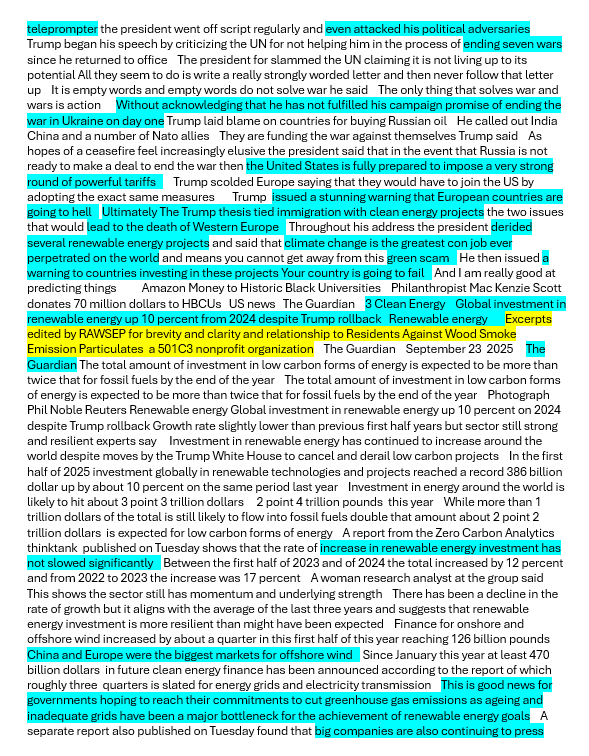 teleprompter the president went off script regularly and even attacked his political adversaries
Trump began his speech by criticizing the UN for not helping him in the process of ending seven wars
since he returned to office The president for slammed the UN claiming it is not living up to its
potential All they seem to do is write a really strongly worded letter and then never follow that letter
up It is empty words and empty words do not solve war he said The only thing that solves war and
wars is action Without acknowledging that he has not fulfilled his campaign promise of ending the
war in Ukraine on day one Trump laid blame on countries for buying Russian oil He called out India
China and a number of Nato allies They are funding the war against themselves Trump said As
hopes of a ceasefire feel increasingly elusive the president said that in the event that Russia is not
ready to make a deal to end the war then the United States is fully prepared to impose a very strong
round of powerful tariffs Trump scolded Europe saying that they would have to join the US by
adopting the exact same measures Trump issued a stunning warning that European countries are
going to hell Ultimately The Trump thesis tied immigration with clean energy projects the two issues
that would lead to the death of Western Europe Throughout his address the president derided
several renewable energy projects and said that climate change is the greatest con job ever
perpetrated on the world and means you cannot get away from this green scam He then issued a
warning to countries investing in these projects Your country is going to fail And I am really good at
predicting things Amazon Money to Historic Black Universities Philanthropist Mac Kenzie Scott
donates 70 million dollars to HBCUs US news The Guardian 3 Clean Energy Global investment in
renewable energy up 10 percent from 2024 despite Trump rollback Renewable energy Excerpts
edited by RAWSEP for brevity and clarity and relationship to Residents Against Wood Smoke
Emission Particulates a 501C3 nonprofit organization The Guardian September 23 2025 The
Guardian The total amount of investment in low carbon forms of energy is expected to be more than
twice that for fossil fuels by the end of the year The total amount of investment in low carbon forms
of energy is expected to be more than twice that for fossil fuels by the end of the year Photograph
Phil Noble Reuters Renewable energy Global investment in renewable energy up 10 percent on 2024
despite Trump rollback Growth rate slightly lower than previous first half years but sector still strong
and resilient experts say Investment in renewable energy has continued to increase around the
world despite moves by the Trump White House to cancel and derail low carbon projects In the first
half of 2025 investment globally in renewable technologies and projects reached a record 386 billion
dollar up by about 10 percent on the same period last year Investment in energy around the world is
likely to hit about 3 point 3 trillion dollars 2 point 4 trillion pounds this year While more than 1
trillion dollars of the total is still likely to flow into fossil fuels double that amount about 2 point 2
trillion dollars is expected for low carbon forms of energy A report from the Zero Carbon Analytics
thinktank published on Tuesday shows that the rate of increase in renewable energy investment has
not slowed significantly Between the first half of 2023 and of 2024 the total increased by 12 percent
and from 2022 to 2023 the increase was 17 percent A woman research analyst at the group said
This shows the sector still has momentum and underlying strength There has been a decline in the
rate of growth but it aligns with the average of the last three years and suggests that renewable
energy investment is more resilient than might have been expected Finance for onshore and
offshore wind increased by about a quarter in this first half of this year reaching 126 billion pounds
China and Europe were the biggest markets for offshore wind Since January this year at least 470
billion dollars in future clean energy finance has been announced according to the report of which
roughly three quarters is slated for energy grids and electricity transmission This is good news for
governments hoping to reach their commitments to cut greenhouse gas emissions as ageing and
inadequate grids have been a major bottleneck for the achievement of renewable energy goals A
separate report also published on Tuesday found that big companies are also continuing to press